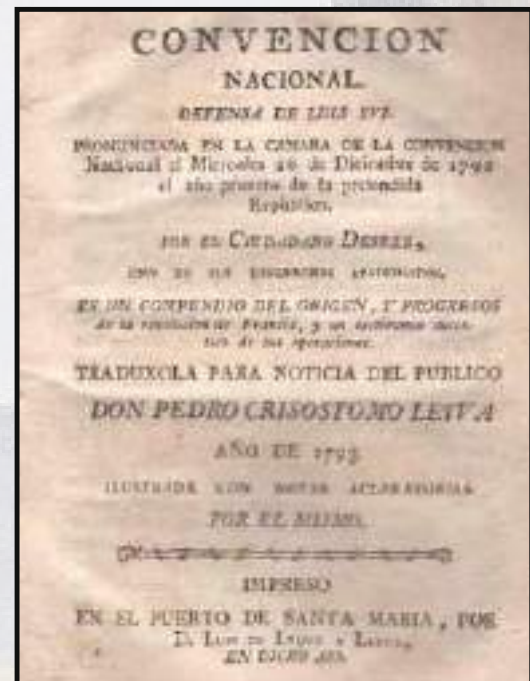 CONVENCION
NACIONAL.
DEFENSA DE LUIS XVI.
PRONUNCIADA EN LA CAMARA DE LA CONVENCION
Nacional el Miercoles 26 de Diciembre de 1792
el año primero de la pretendida
POR EL CIUDADANO DESEZE,
UNO DE SUS
ES UN COMPENDIO DEL ORIGEN, Y PROGRESOS
de la revolucion de Francia, y un
de sus operaciones.
TRADUXOLA PARA NOTICIA DEL PUBLICO
DON PEDRO CRISOSTOMO LEIVA
AÑO DE 1793
ILUSTRADA CON NOTAS ACLARATORIAS
POR EL MISMO.
IMPRESO
EN EL PUERTO DE SANTA MARIA, POR
D. LUIS DE
EN DICHO AÑO.